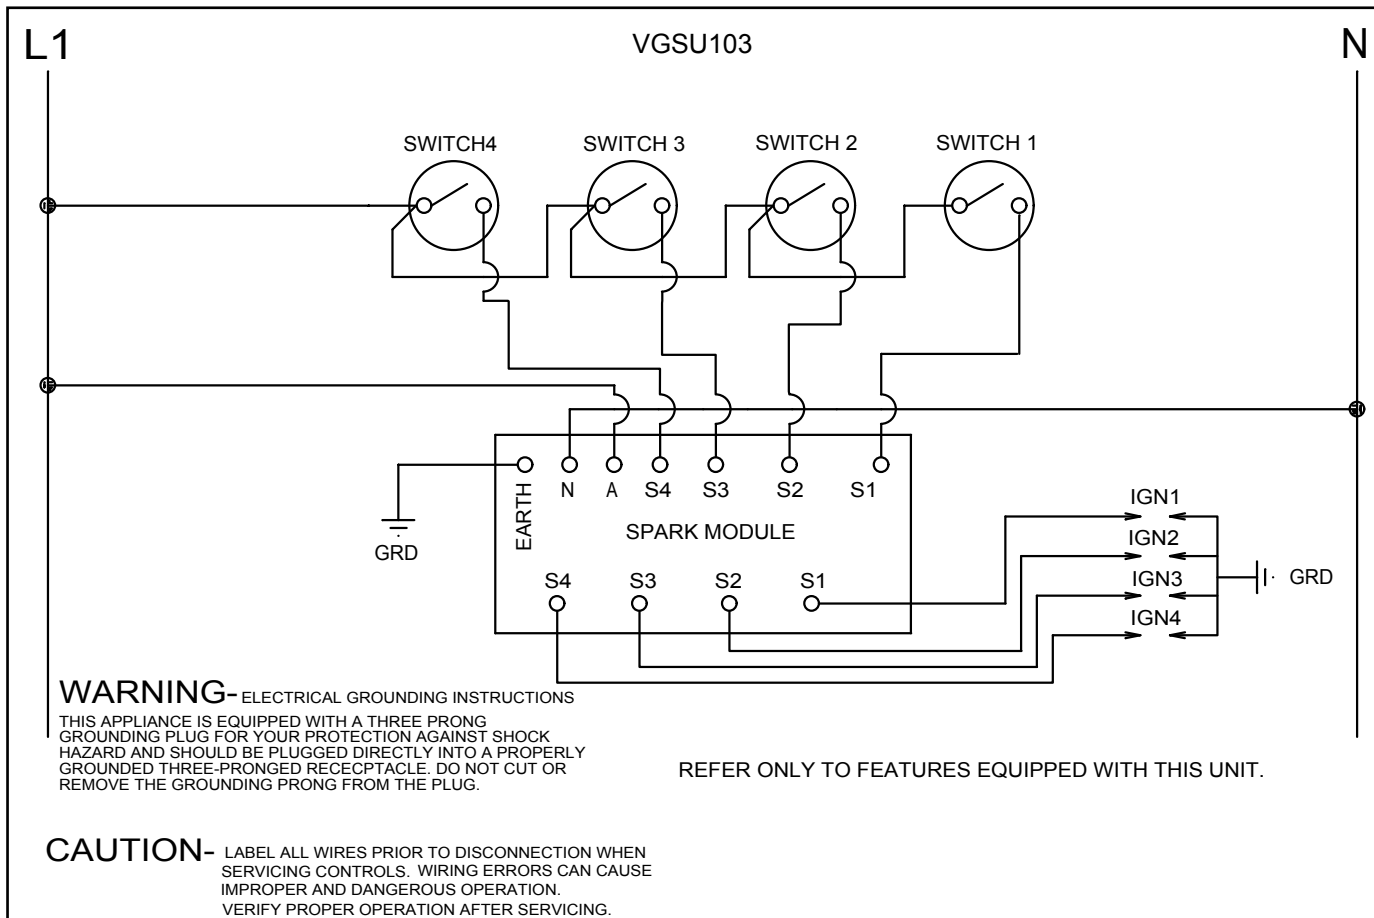 L1
VGSU103
N
SWITCH4
SWITCH 3
SWITCH 2
SWITCH 1
EARTH
N
A
S4
S3
S2
S1
SPARK MODULE
S4
S3
S2
S1
GRD
IGN1
IGN2
IGN3
IGN4
GRD
WARNING- ELECTRICAL GROUNDING INSTRUCTIONS
THIS APPLIANCE IS EQUIPPED WITH A THREE PRONG
GROUNDING PLUG FOR YOUR PROTECTION AGAINST SHOCK
HAZARD AND SHOULD BE PLUGGED DIRECTLY INTO A PROPERLY
GROUNDED THREE-PRONGED RECECPTACLE. DO NOT CUT OR
REMOVE THE GROUNDING PRONG FROM THE PLUG.
REFER ONLY TO FEATURES EQUIPPED WITH THIS UNIT.
CAUTION- LABEL ALL WIRES PRIOR TO DISCONNECTION WHEN
SERVICING CONTROLS. WIRING ERRORS CAN CAUSE
IMPROPER AND DANGEROUS OPERATION.
VERIFY PROPER OPERATION AFTER SERVICING.